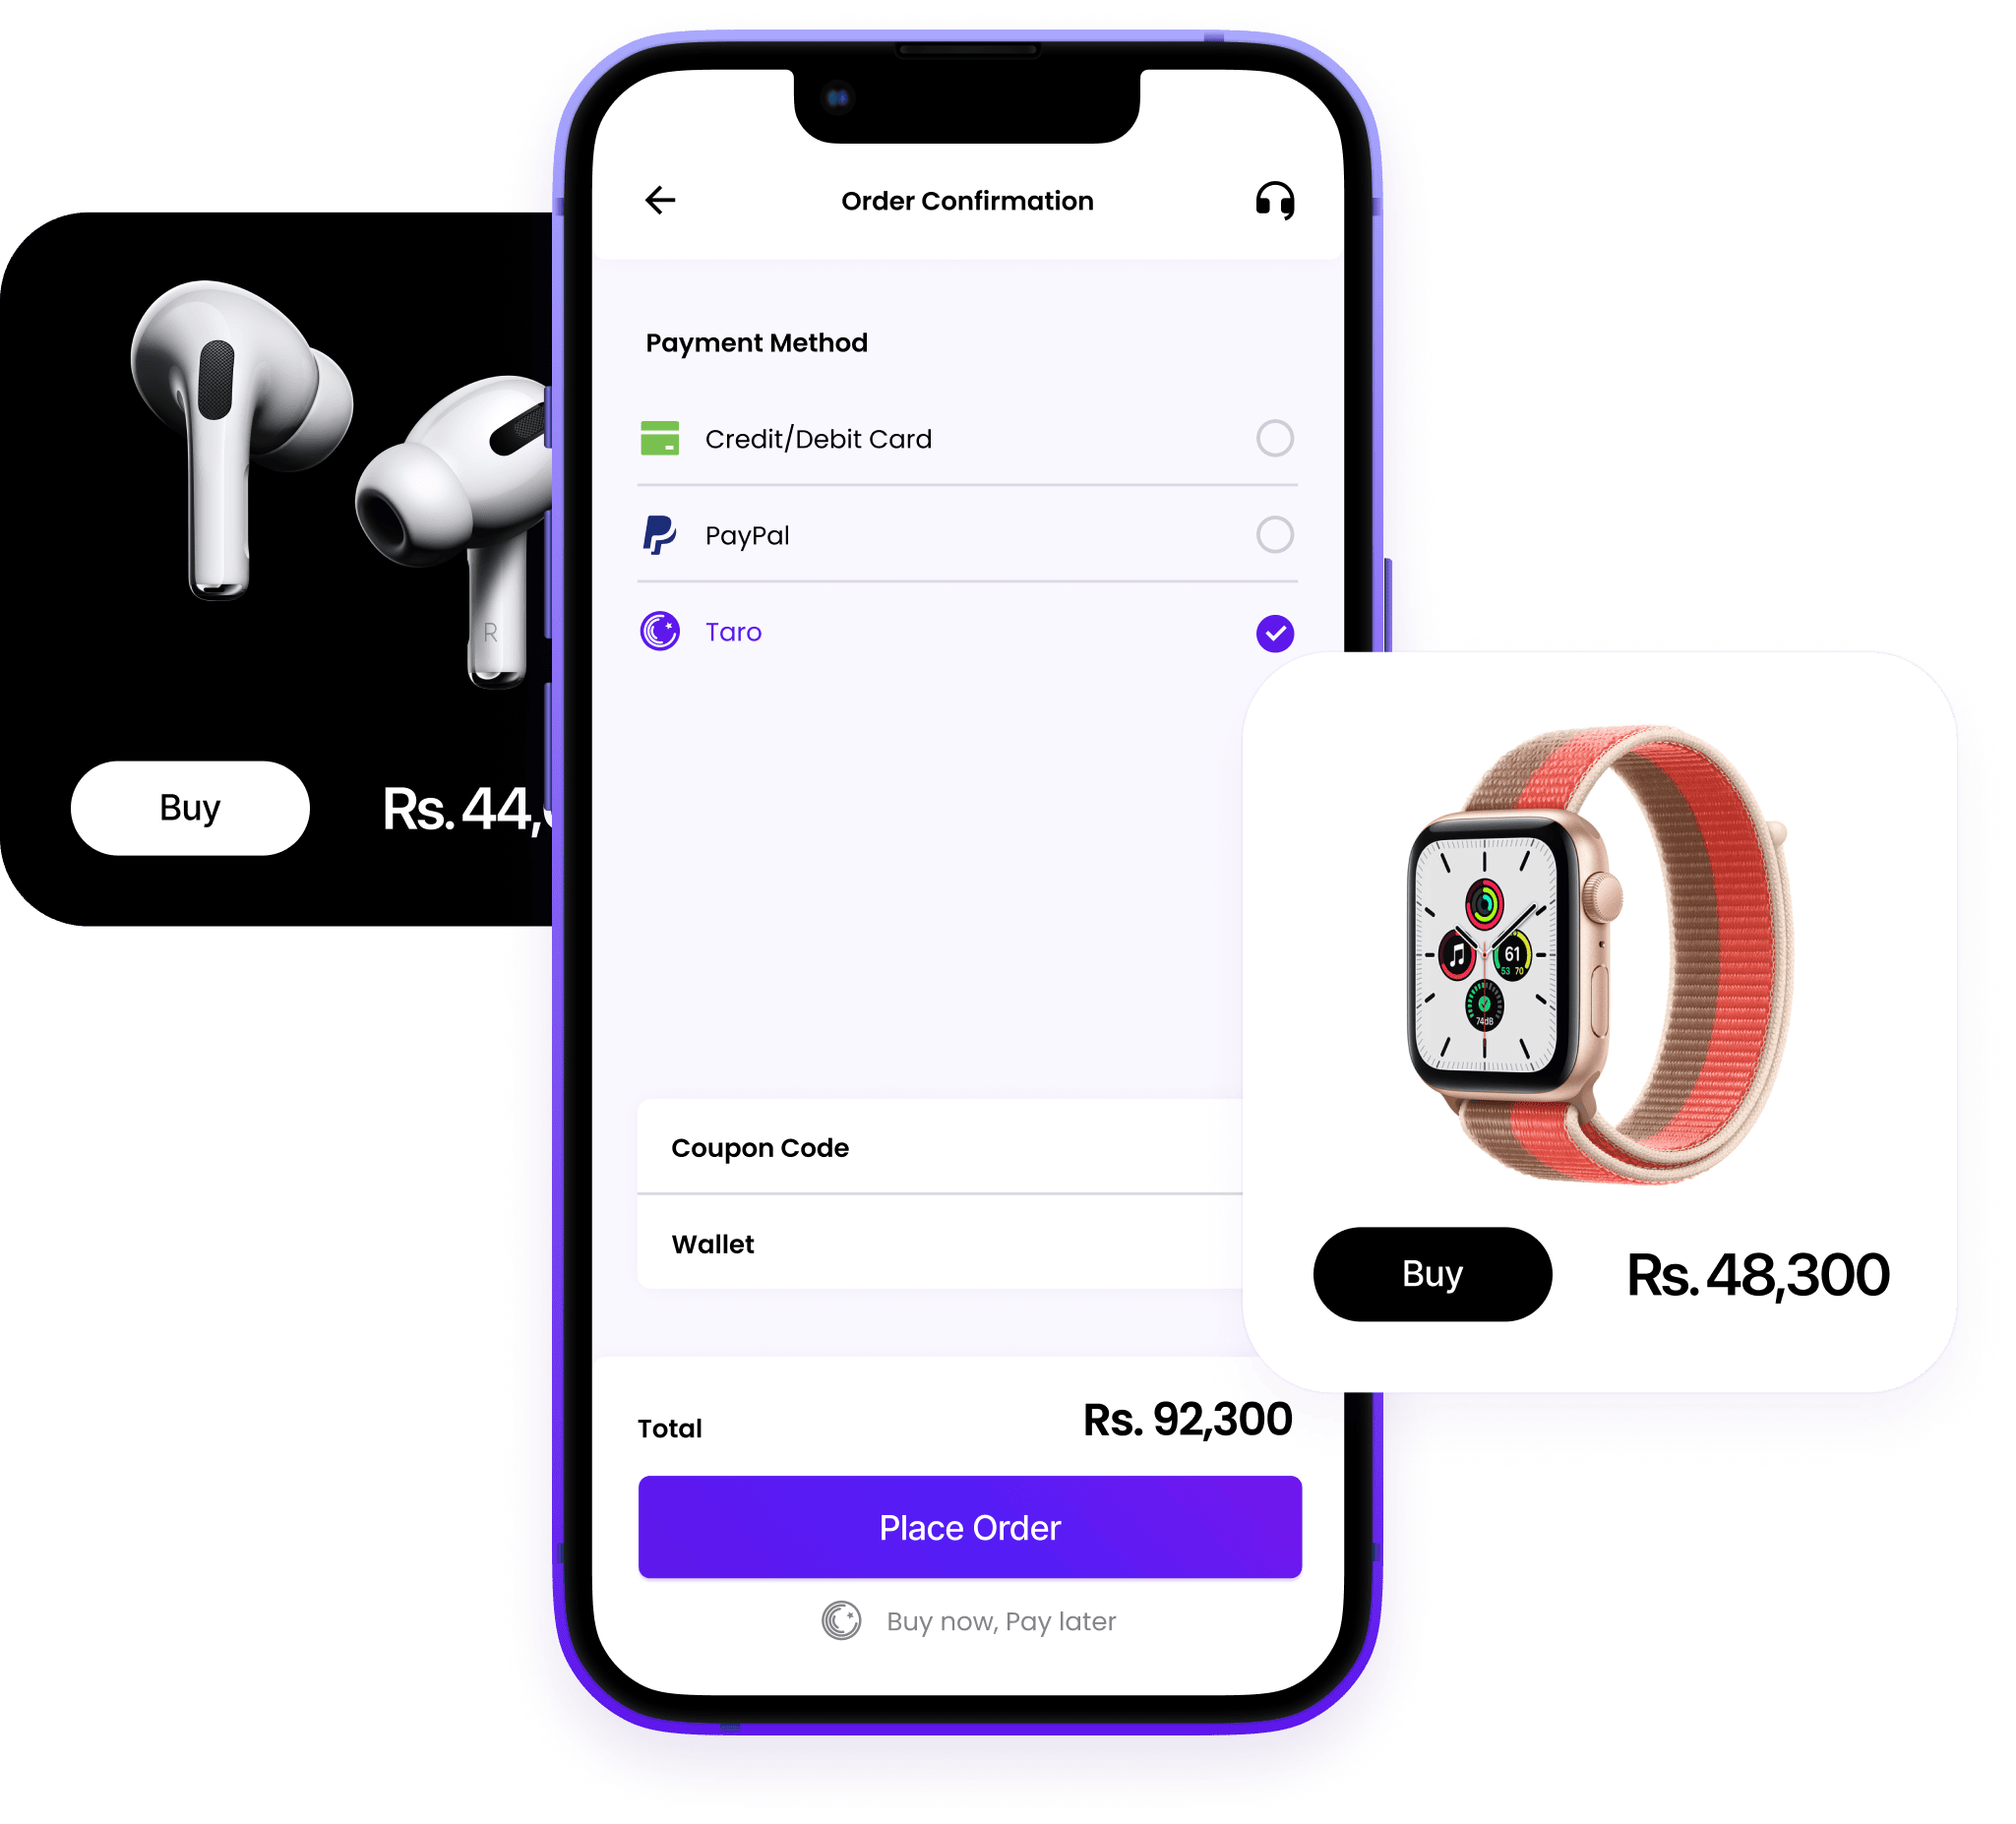 Order Confirmation
Payment Method
Credit/Debit Card
PayPal
Taro
R
Buy
Rs. 44,
61
53 70
74dB
Coupon Code
Wallet
Buy
Rs. 48,300
Total
Rs. 92,300
Place Order
Buy now, Pay later